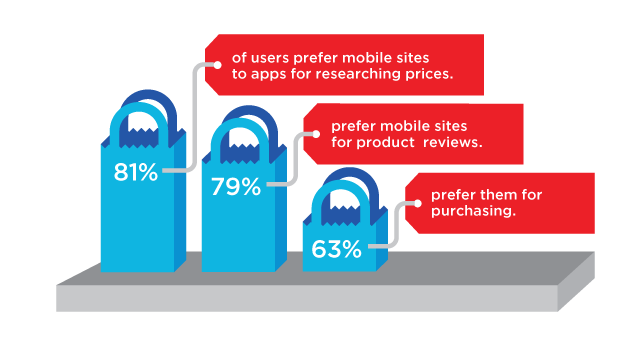 of users prefer mobile sites
to apps for researching prices.
81%
prefer mobile sites
for product reviews.
79%
prefer them for
purchasing.
63%